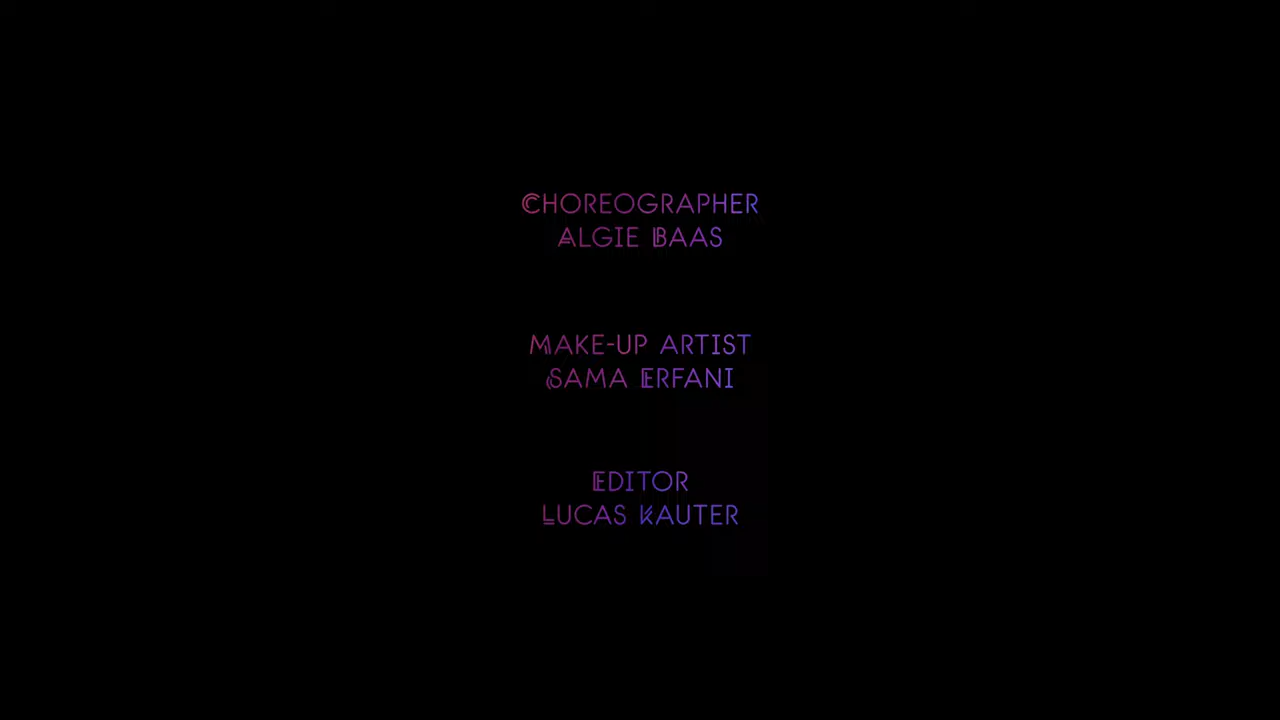 CHOREOGRAPHER
ALGIE BAAS
MAKE-UP ARTIST
SAMA ERFANI
EDITOR
LUCAS KAUTER